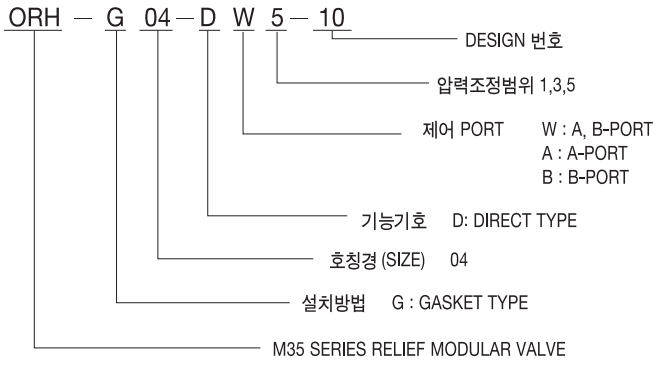 ORH - G 04 - D W 5 - 10
DESIGN 번호
압력조정범위 1,3,5
제어 PORT W : A, B-PORT
A : A-PORT
B : B-PORT
기능기호 D: DIRECT TYPE
호칭경 (SIZE) 04
설치방법 G : GASKET TYPE
M35 SERIES RELIEF MODULAR VALVE